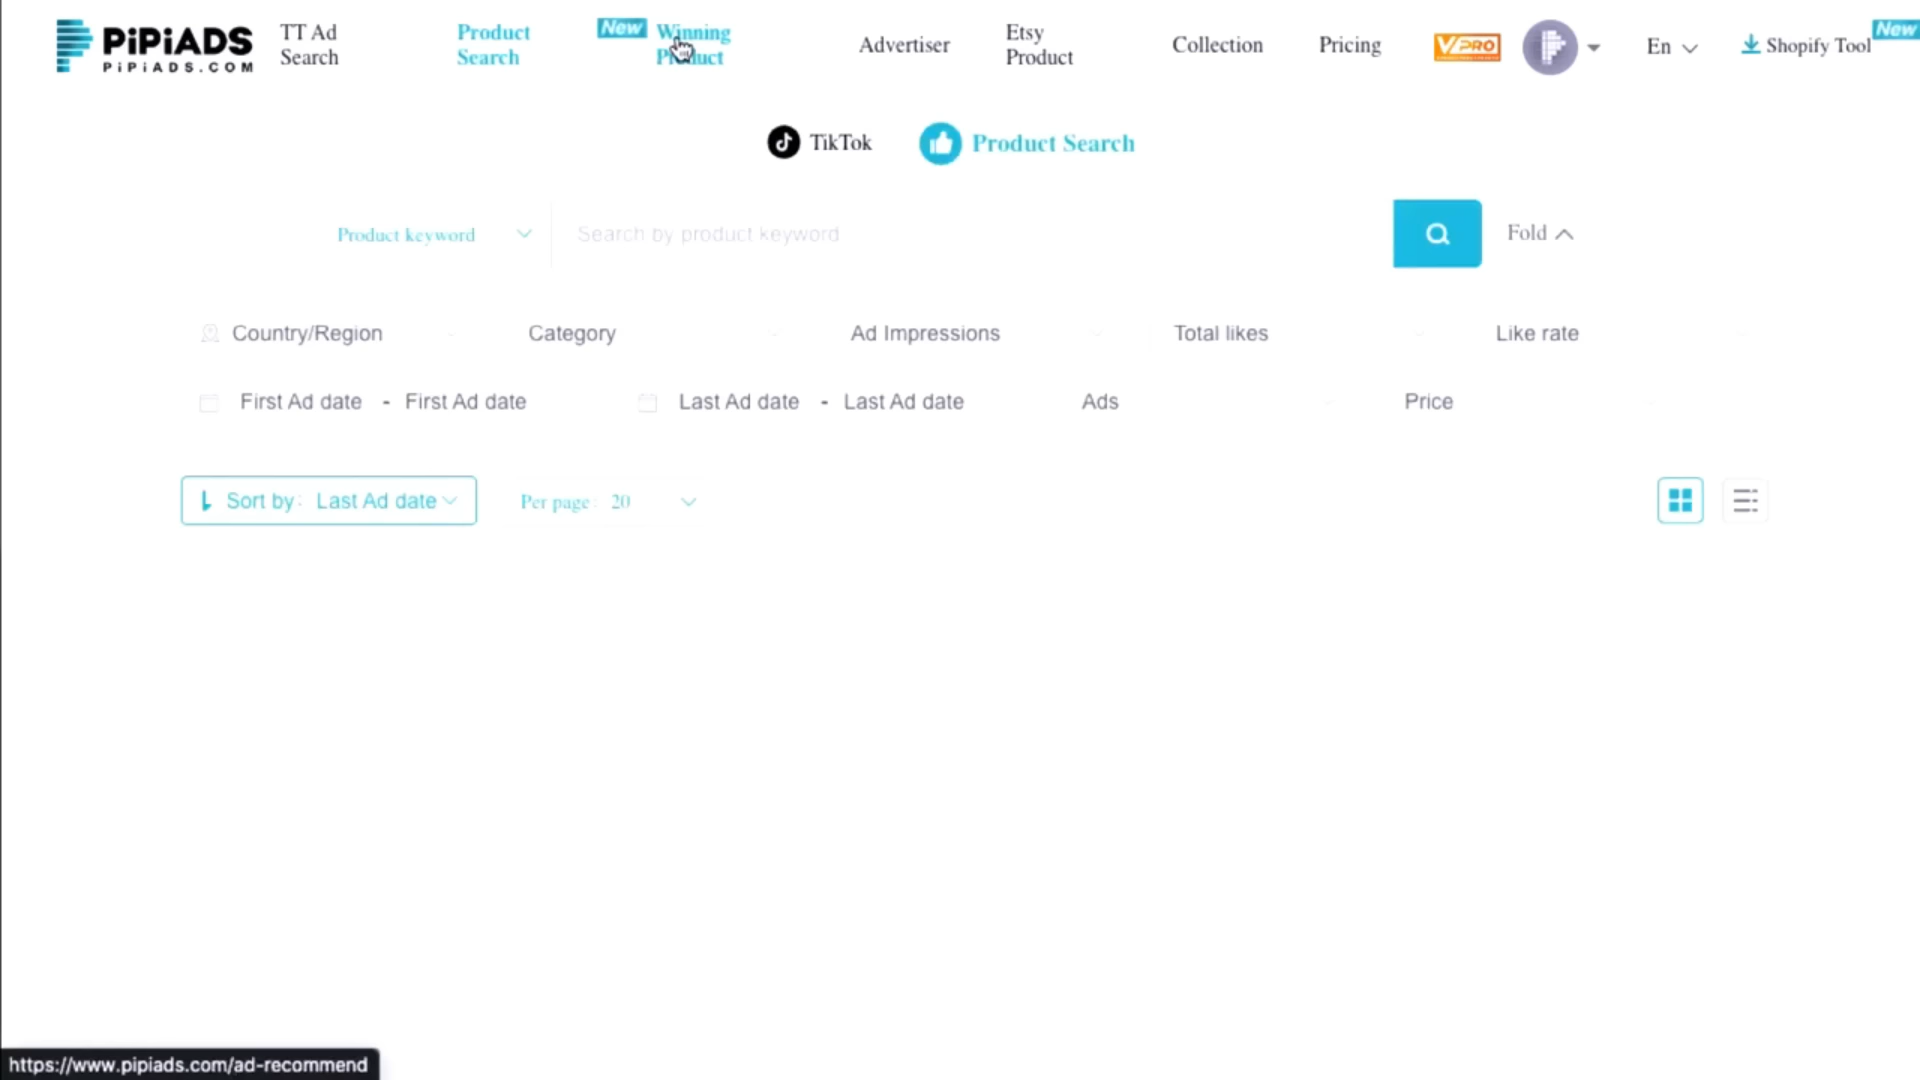 PiPiADS
PiPiADS.COM
TT Ad
Search
Product
Search
New
Winning
Product
Advertiser
Etsy
Product
Collection
Pricing
V/PRO
En
Shopify Tool
New
TikTok
Product Search
Product keyword
Search by product keyword
Fold
Country/Region
Category
Ad Impressions
Total likes
Like rate
First Ad date - First Ad date
Last Ad date - Last Ad date
Ads
Price
Sort by: Last Ad date
Per page: 20
https://www.pipiads.com/ad-recommend